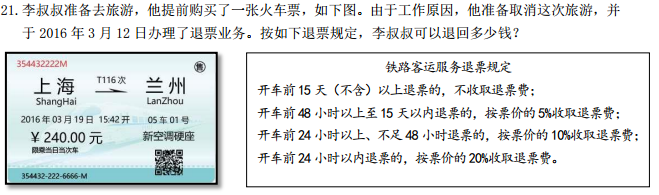 21. 李叔叔准备去旅游，他提前购买了一张火车票，如下图。由于工作原因，他准备取消这次旅游，并
于 2016 年 3 月 12 日办理了退票业务。按如下退票规定，李叔叔可以退回多少钱？
354432222M
售
上海 T116 次 兰州
ShangHai LanZhou
2016 年 03 月 19 日 15:42 开 05 车 01 号
￥240.00 元 新空调硬座
限乘当日当次车
354432-222-6666-M
铁路客运服务退票规定
开车前 15 天（不含）以上退票的，不收取退票费；
开车前 48 小时以上至 15 天以内退票的，按票价的 5%收取退票费；
开车前 24 小时以上、不足 48 小时退票的，按票价的 10%收取退票费；
开车前 24 小时以内退票的，按票价的 20%收取退票费。